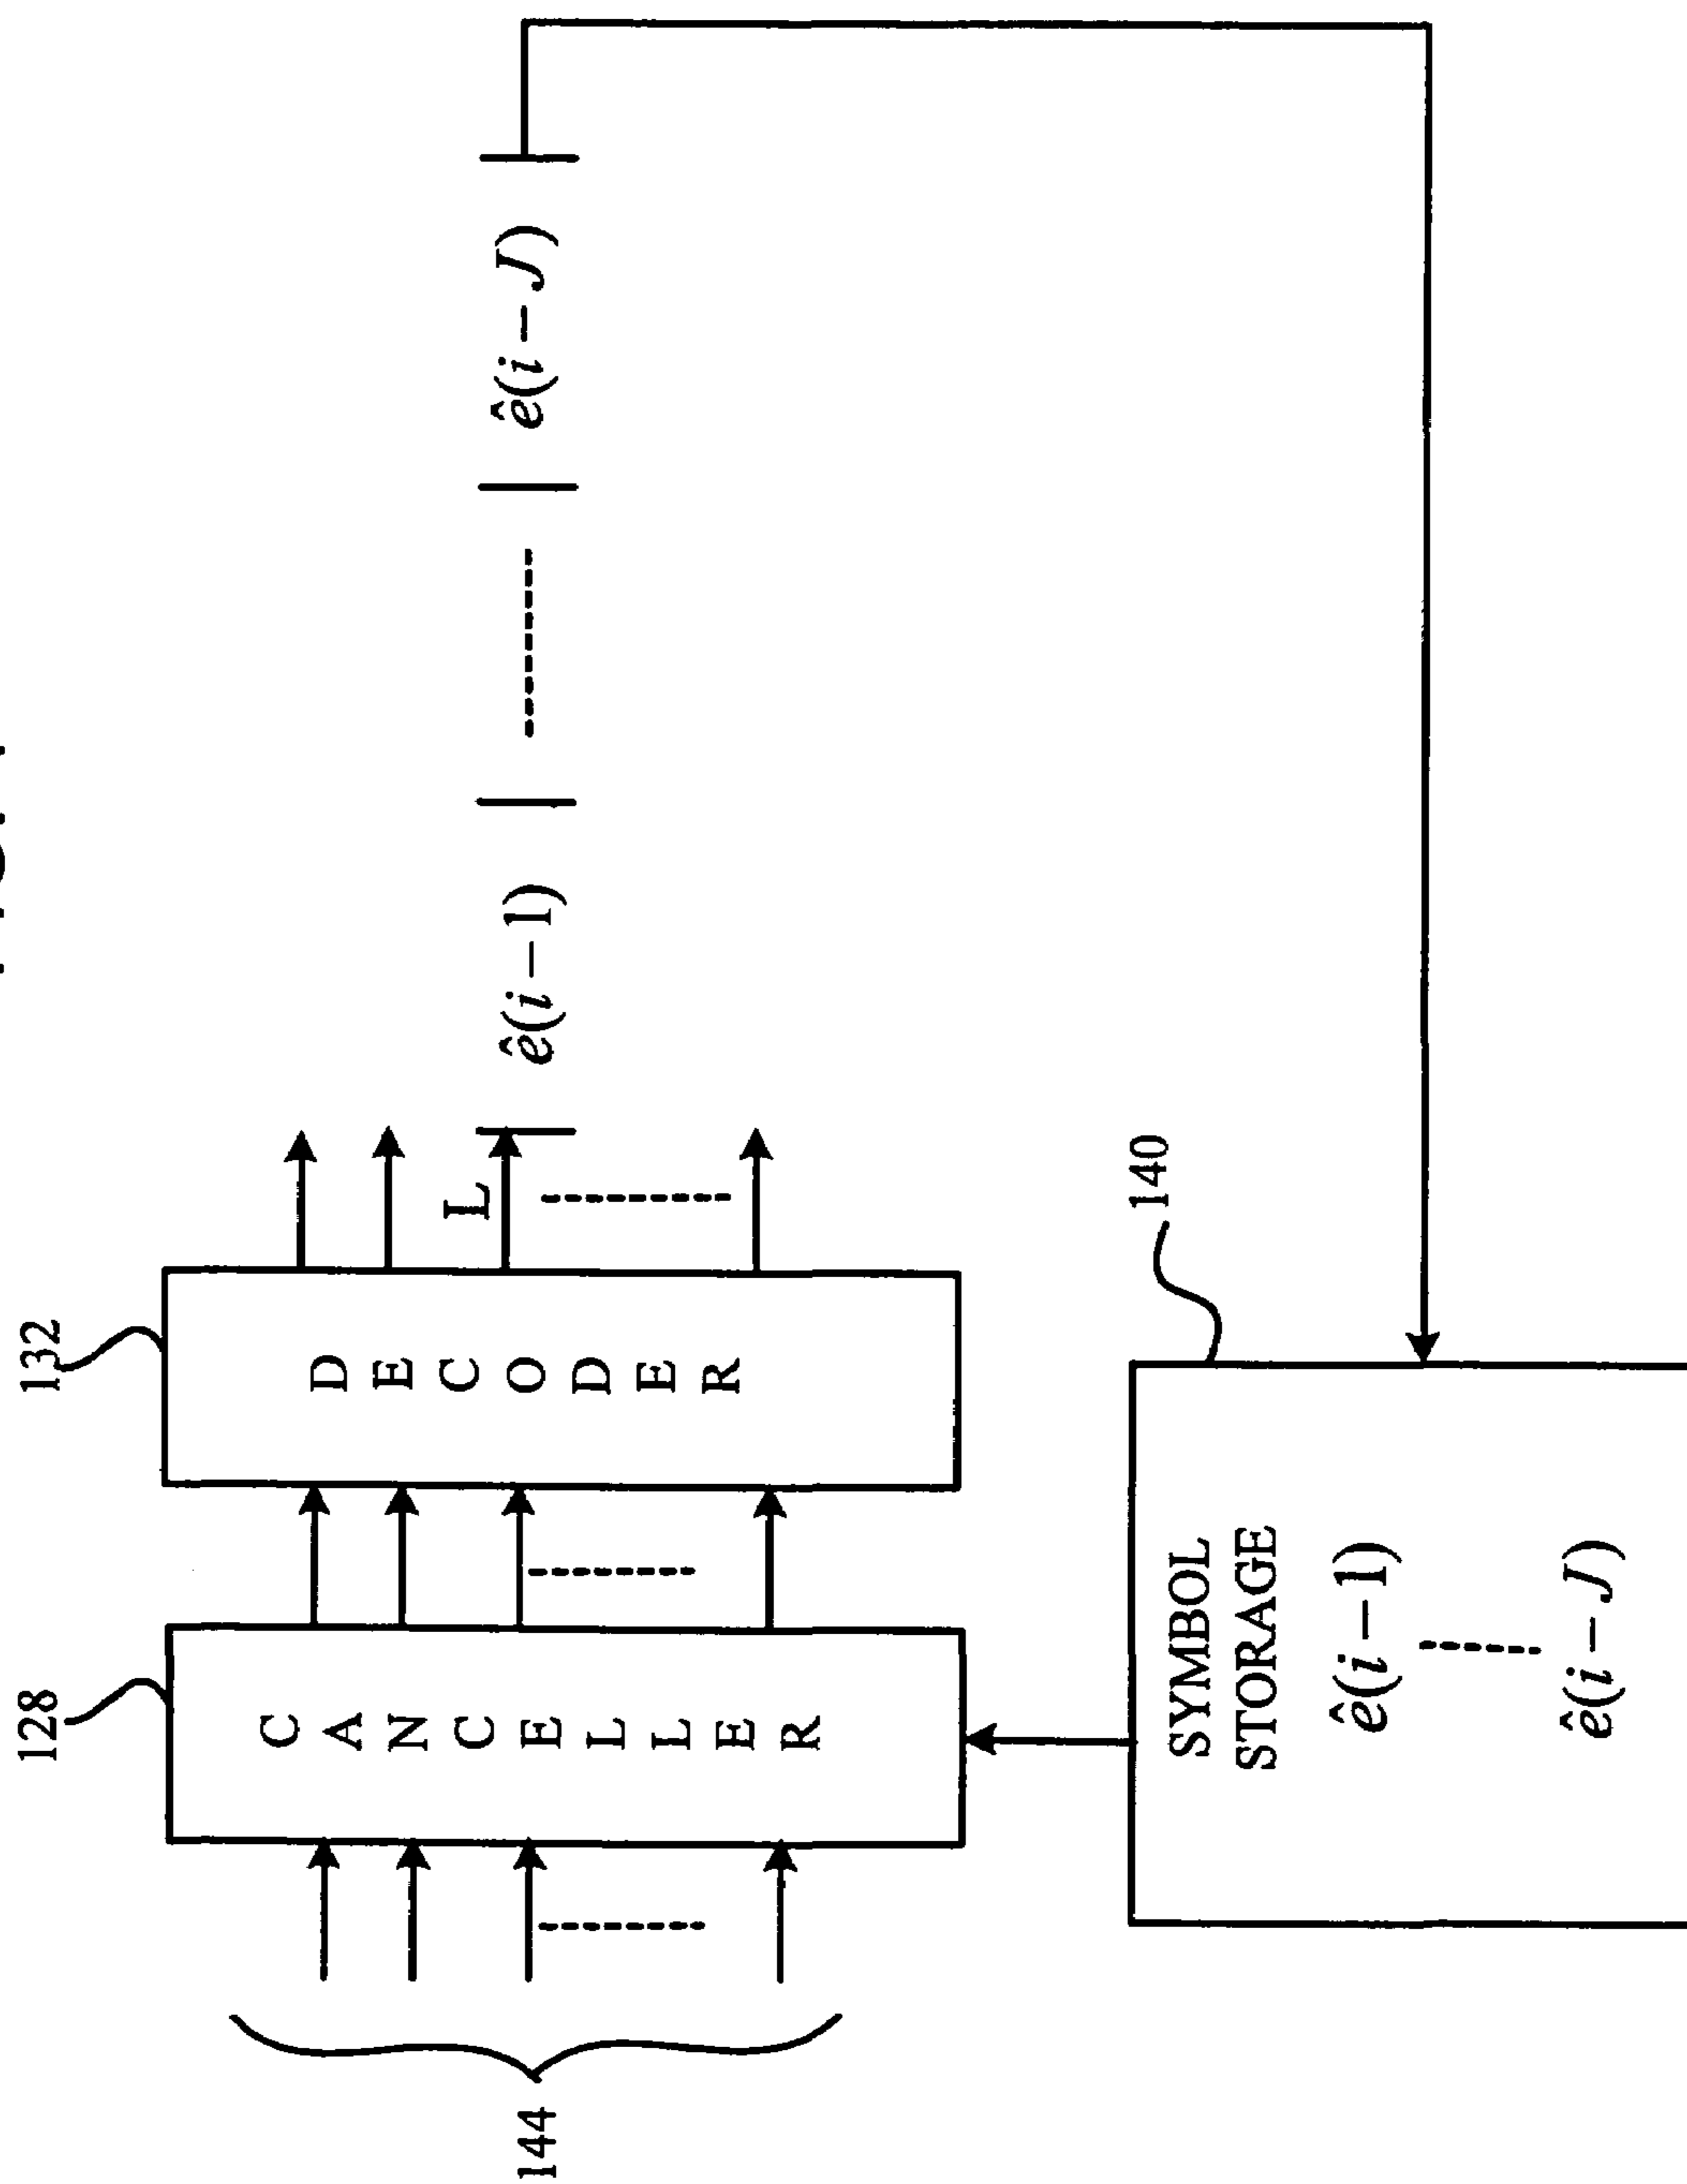 132
128
DECODER
CANCELLER
L
ê(i – 1)
ê(i – J)
144
140
SYMBOL
STORAGE
ê(i – 1)
ê(i – J)